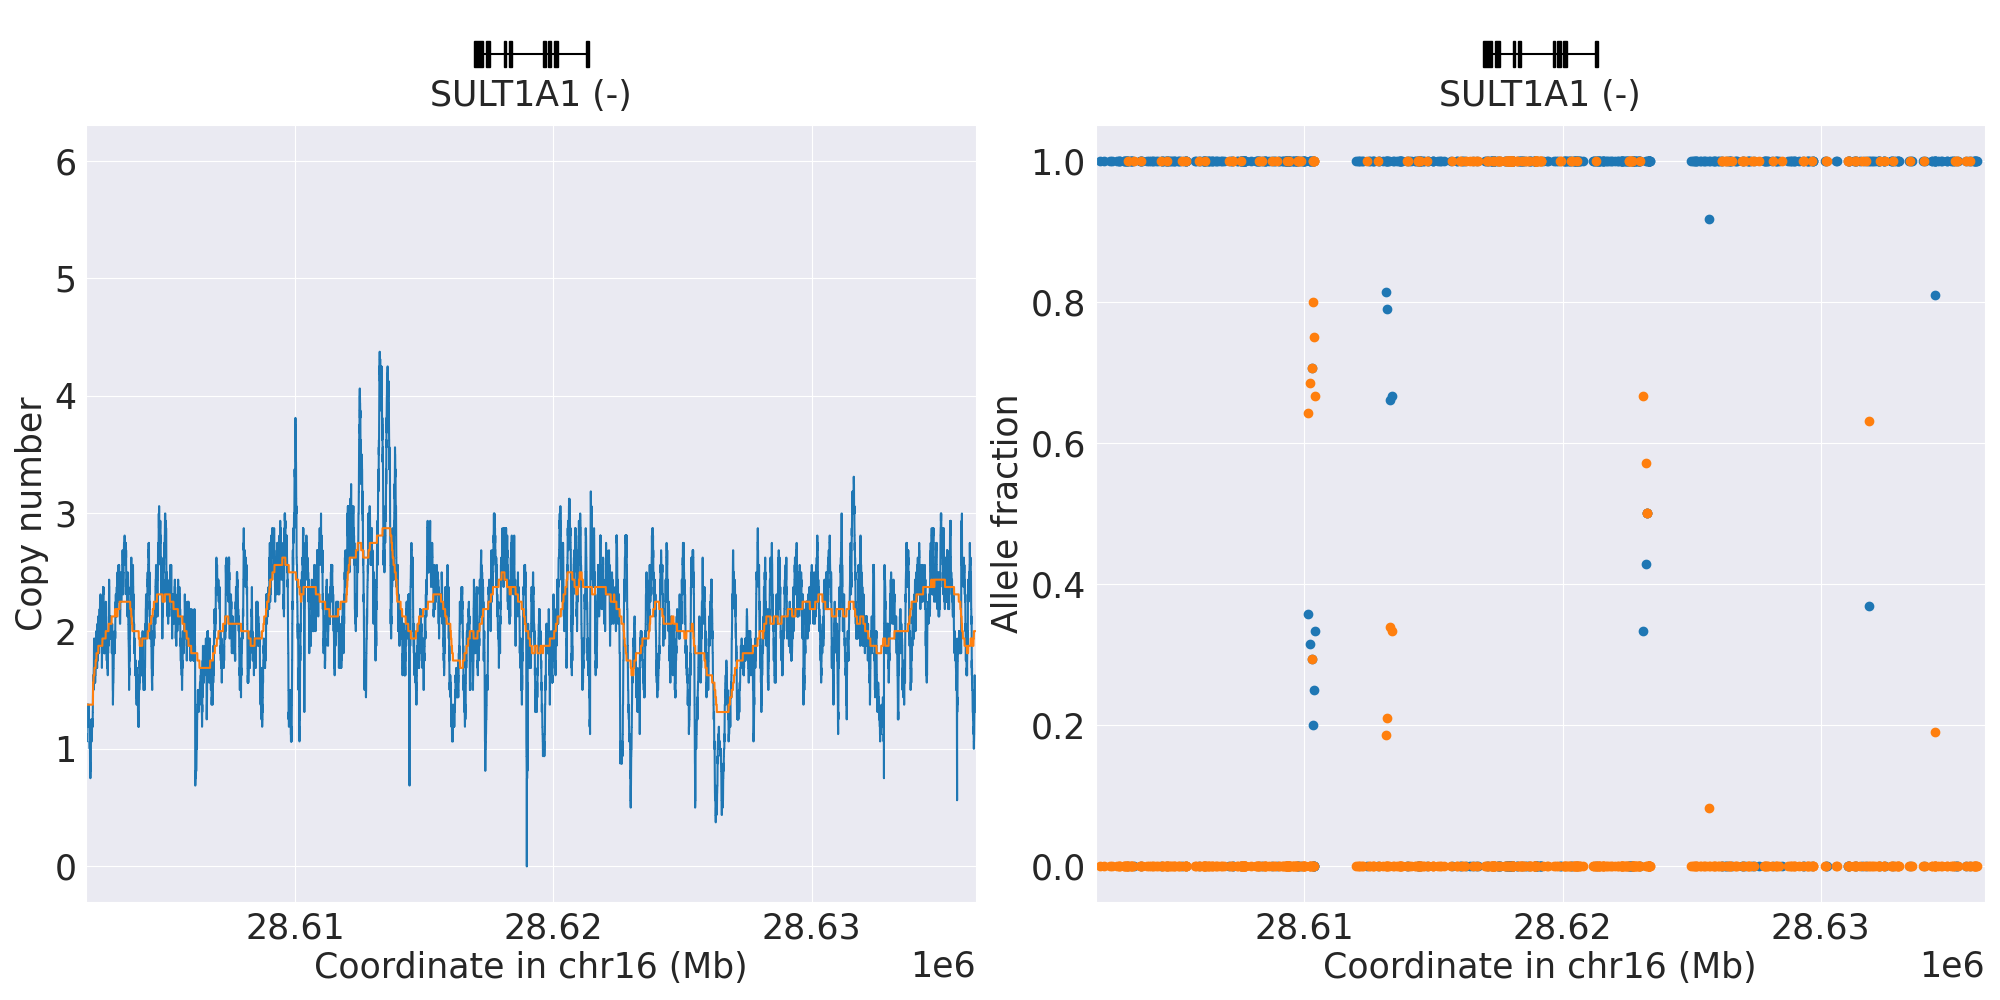 SULT1A1 (-)
6
5
4
3
2
1
0
Copy number
28.61
28.62
28.63
Coordinate in chr16 (Mb)
1e6
SULT1A1 (-)
1.0
0.8
0.6
0.4
0.2
0.0
Allele fraction
28.61
28.62
28.63
Coordinate in chr16 (Mb)
1e6